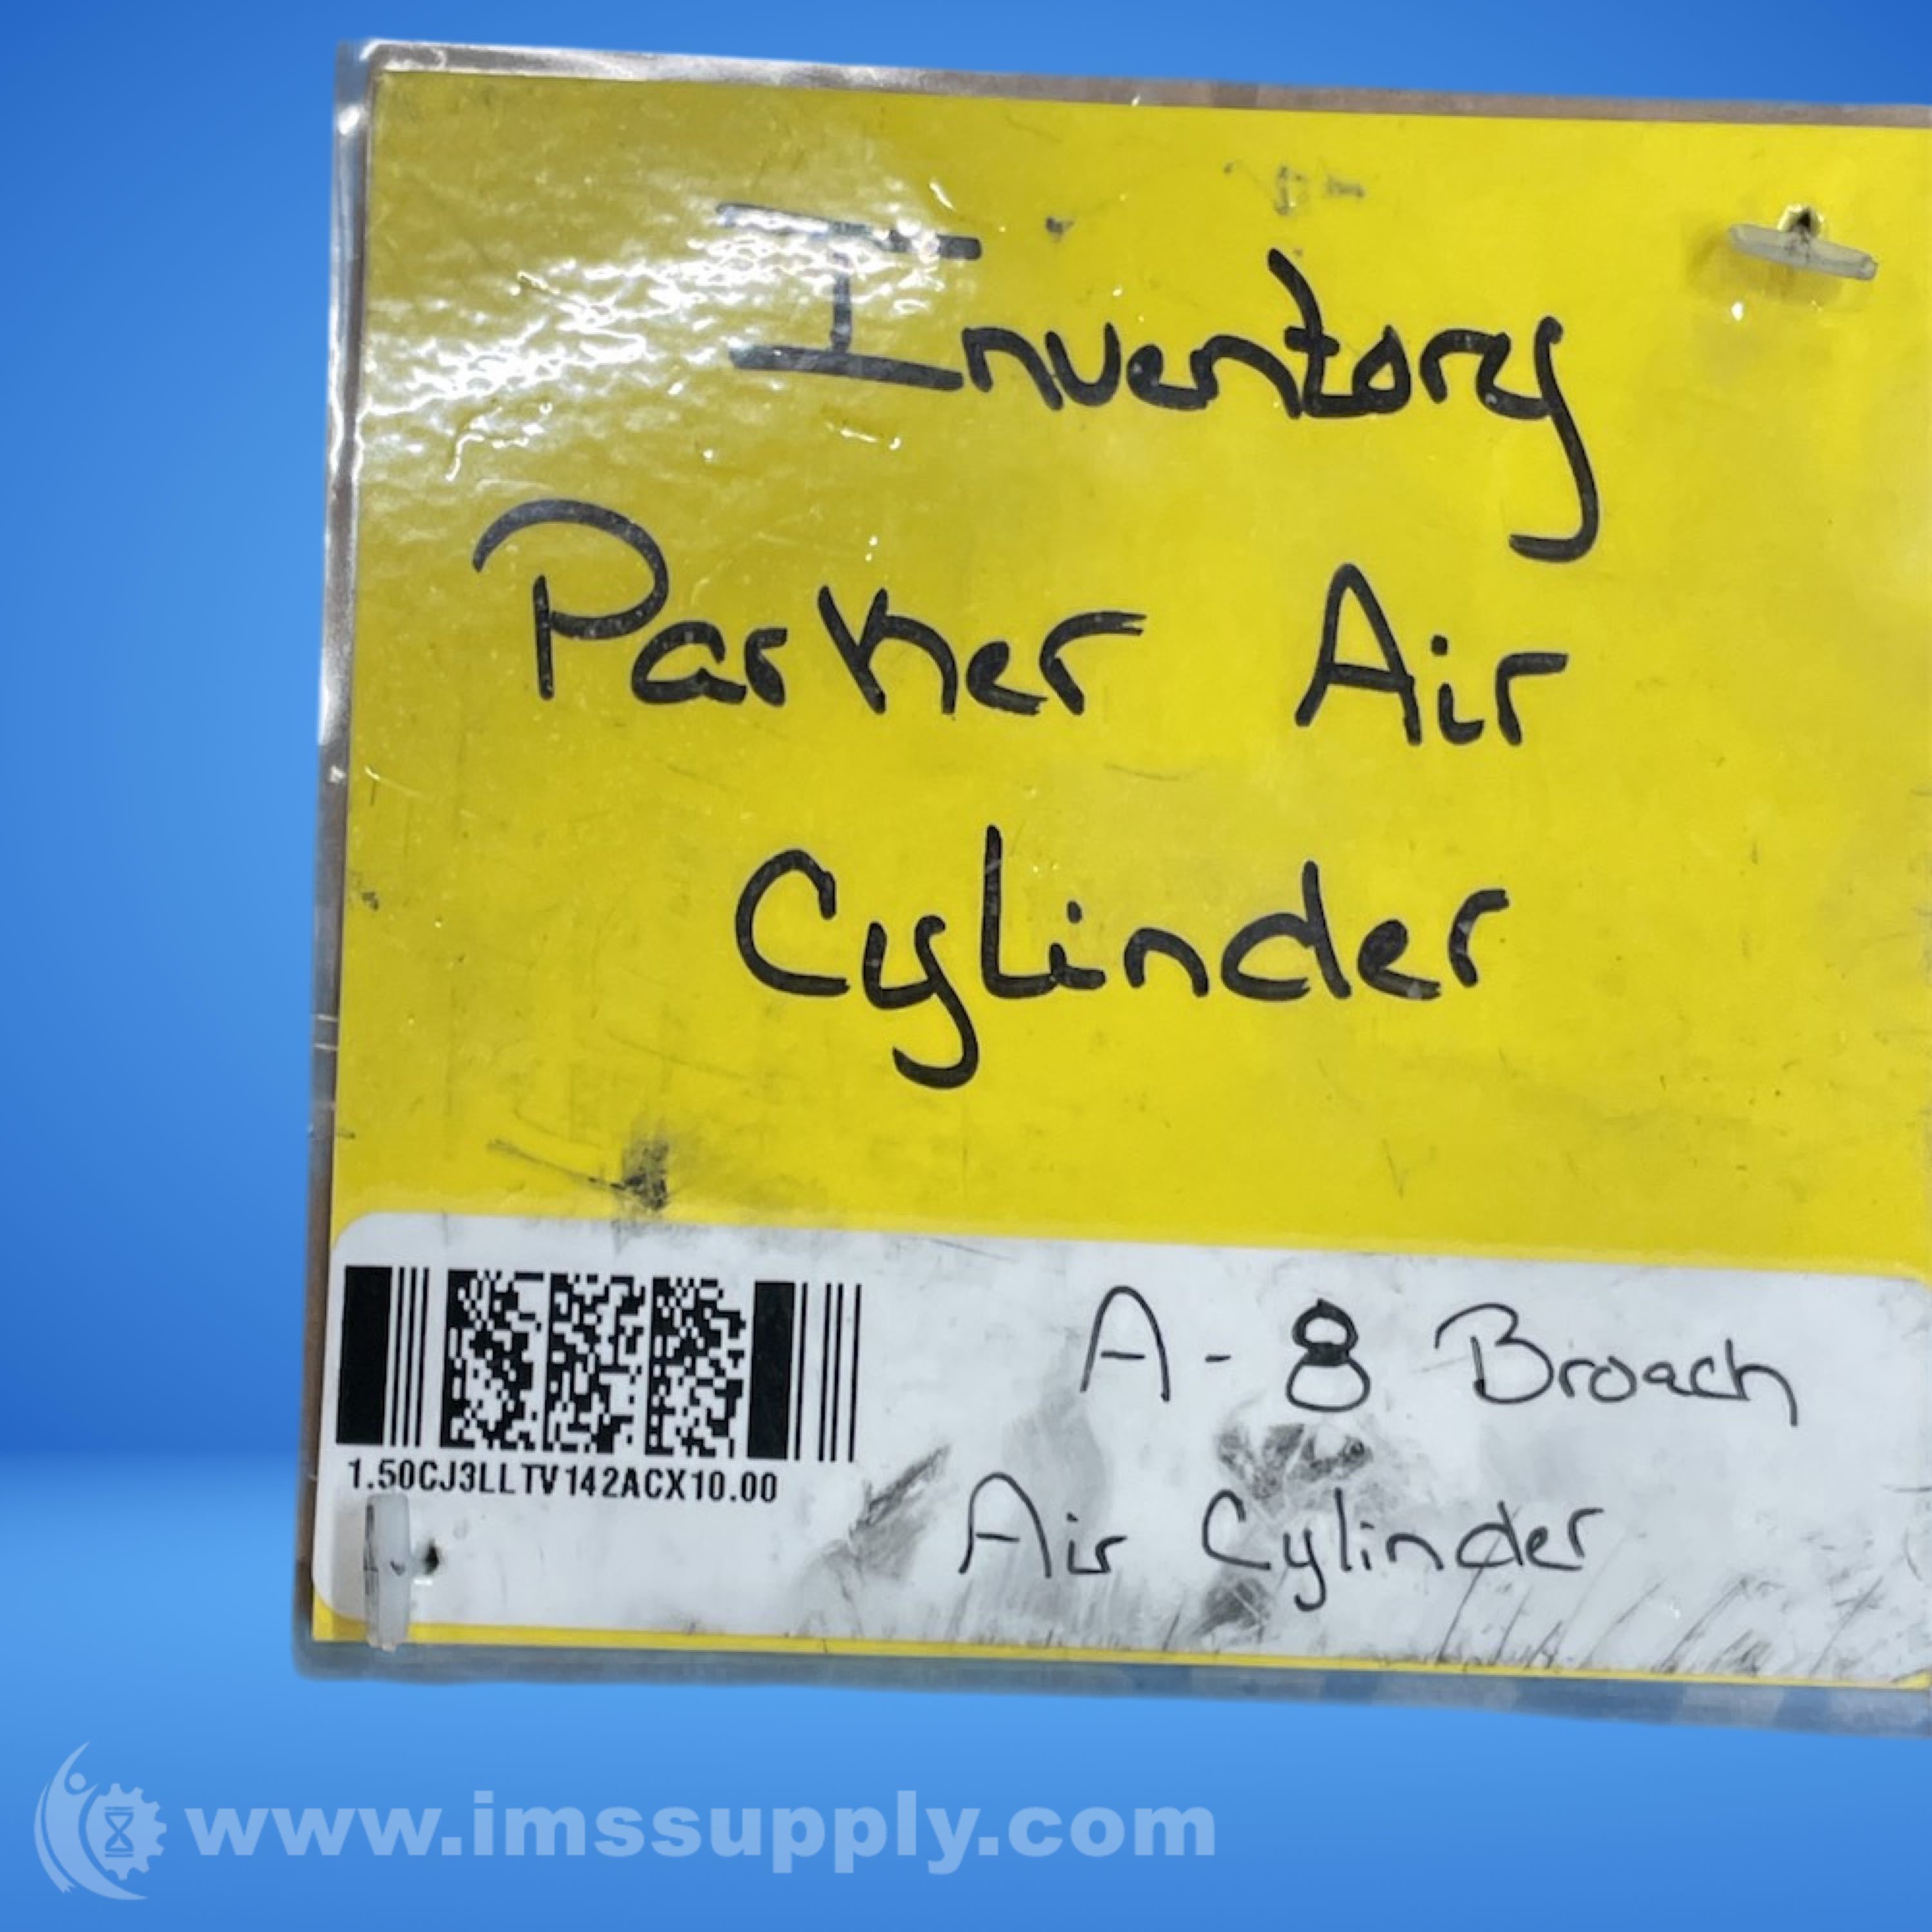 Inventory
Parker Air
Cylinder
1.50CJ3LLTV142ACX10.00
A-8 Broach
Air Cylinder
www.imssupply.com